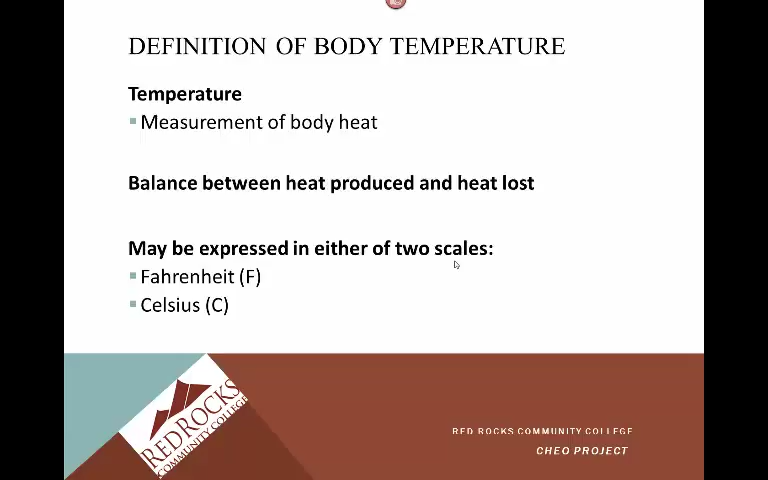 DEFINITION OF BODY TEMPERATURE
Temperature
Measurement of body heat
Balance between heat produced and heat lost
May be expressed in either of two scales:
Fahrenheit (F)
Celsius (C)
RED ROCKS
COMMUNITY COLLEGE
RED ROCKS COMMUNITY COLLEGE
CHEO PROJECT